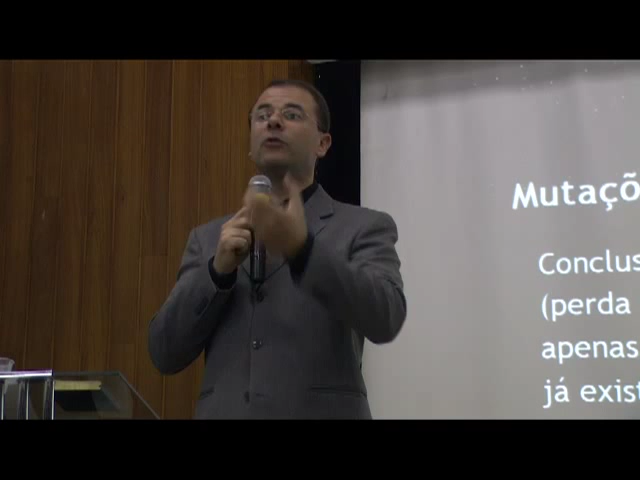 Mutaçõ
Conclus
(perda
apenas
já exist